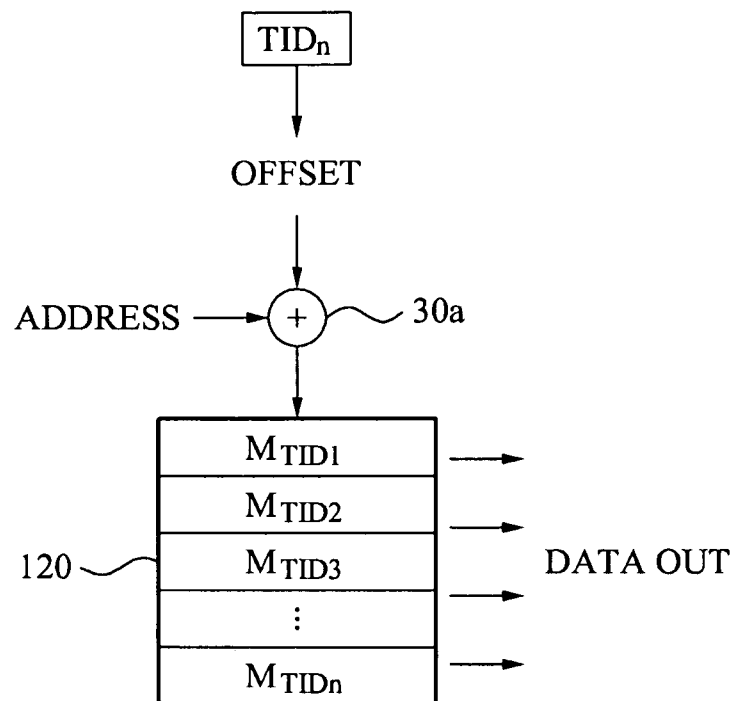 TIDn
OFFSET
ADDRESS
+
30a
MTID1
MTID2
120
MTID3
DATA OUT
⋮
MTIDn